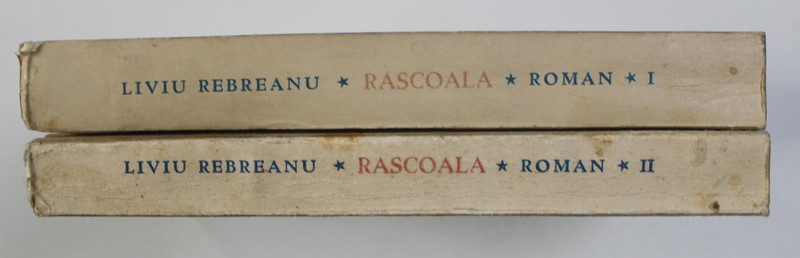 LIVIU REBREANU ★ RASCOALA ★ ROMAN ★ I
LIVIU REBREANU ★ RASCOALA ★ ROMAN ★ II